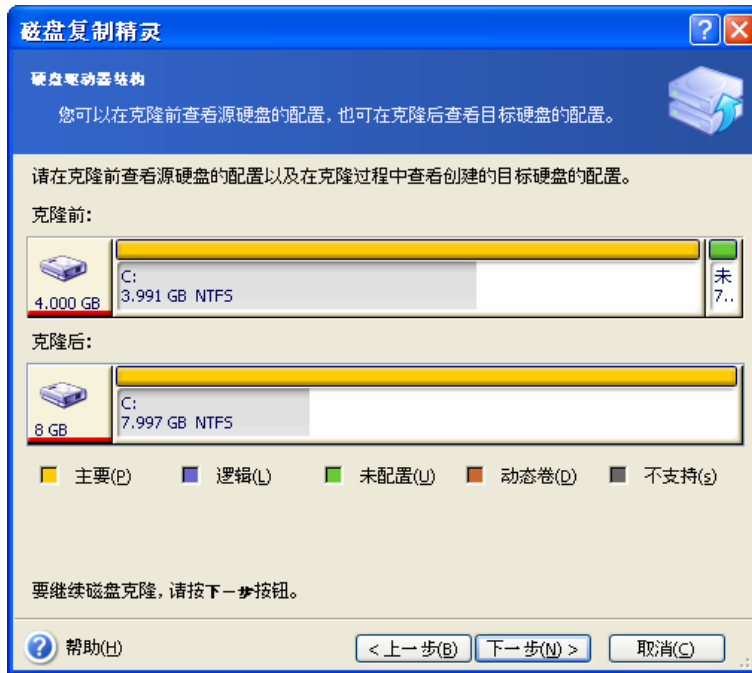 磁盘复制精灵
硬盘驱动器结构
您可以在克隆前查看源硬盘的配置，也可在克隆后查看目标硬盘的配置。
请在克隆前查看源硬盘的配置以及在克隆过程中查看创建的目标硬盘的配置。
克隆前:
4.000 GB
C:
3.991 GB NTFS
未
7..
克隆后:
8 GB
C:
7.997 GB NTFS
主要(P) 逻辑(L) 未配置(U) 动态卷(D) 不支持(s)
要继续磁盘克隆，请按下一步按钮。
帮助(H) <上一步(B) 下一步(N) > 取消(C)